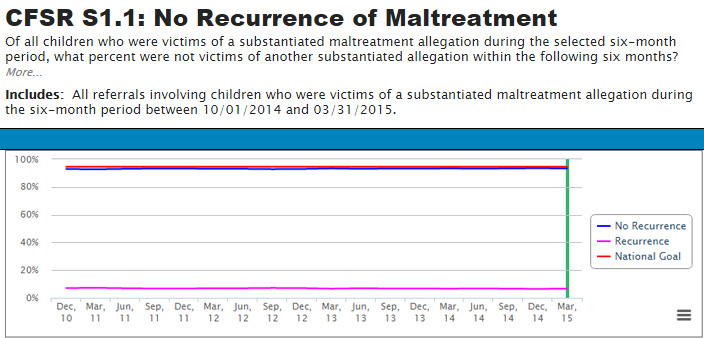 CFSR S1.1: No Recurrence of Maltreatment
Of all children who were victims of a substantiated maltreatment allegation during the selected six-month
period, what percent were not victims of another substantiated allegation within the following six months?
More...
Includes: All referrals involving children who were victims of a substantiated maltreatment allegation during
the six-month period between 10/01/2014 and 03/31/2015.
100%
80%
60%
40%
20%
0%
Dec, Mar, Jun, Sep, Dec, Mar, Jun, Sep, Dec, Mar, Jun, Sep, Dec, Mar, Jun, Sep, Dec, Mar,
10 11 11 11 11 12 12 12 12 13 13 13 13 14 14 14 14 15
No Recurrence
Recurrence
National Goal